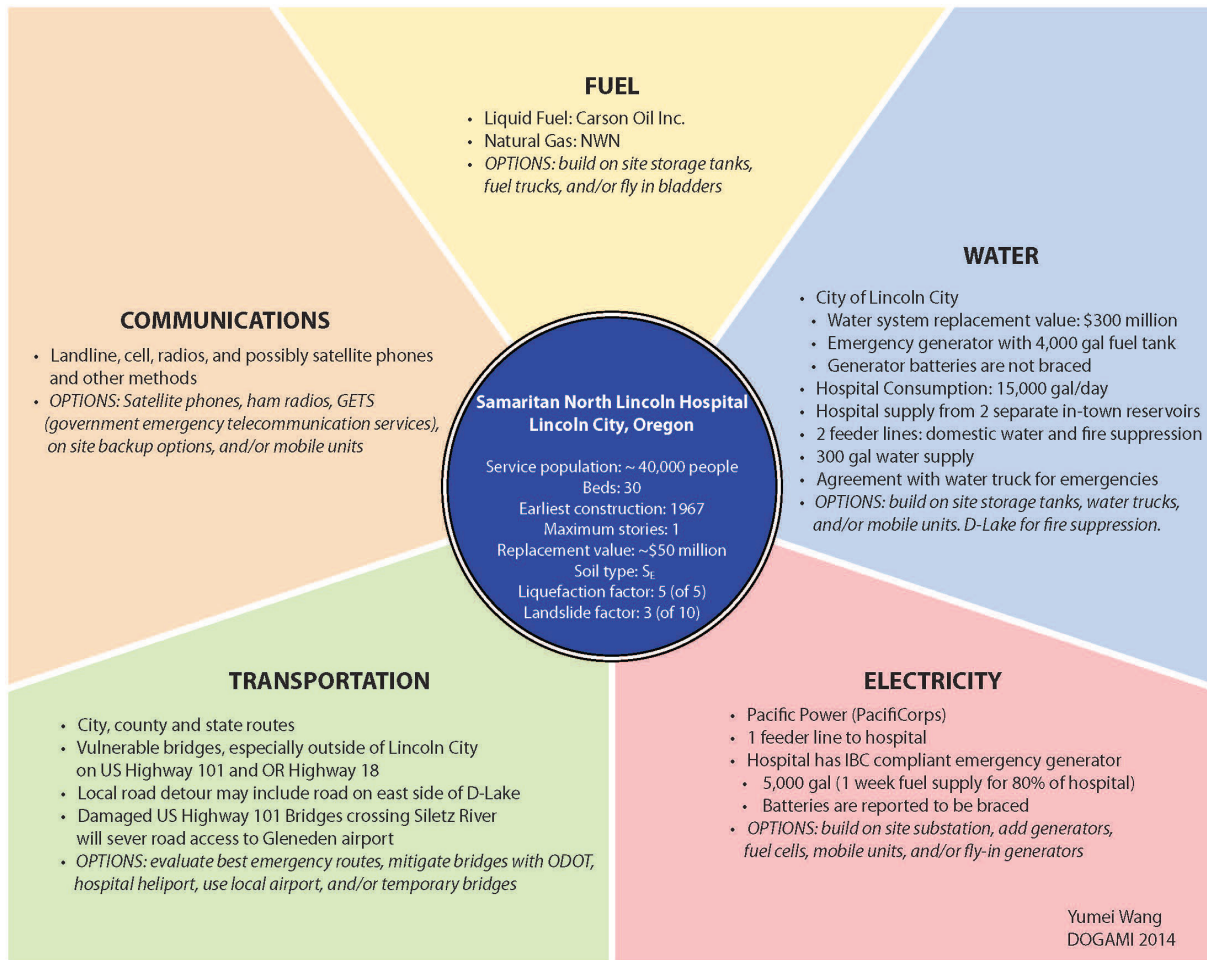 FUEL
• Liquid Fuel: Carson Oil Inc.
• Natural Gas: NWN
• OPTIONS: build on site storage tanks,
fuel trucks, and/or fly in bladders
WATER
• City of Lincoln City
• Water system replacement value: $300 million
• Emergency generator with 4,000 gal fuel tank
• Generator batteries are not braced
• Hospital Consumption: 15,000 gal/day
• Hospital supply from 2 separate in-town reservoirs
• 2 feeder lines: domestic water and fire suppression
• 300 gal water supply
• Agreement with water truck for emergencies
• OPTIONS: build on site storage tanks, water trucks,
and/or mobile units. D-Lake for fire suppression.
COMMUNICATIONS
• Landline, cell, radios, and possibly satellite phones
and other methods
• OPTIONS: Satellite phones, ham radios, GETS
(government emergency telecommunication services),
on site backup options, and/or mobile units
Samaritan North Lincoln Hospital
Lincoln City, Oregon
Service population: ~ 40,000 people
Beds: 30
Earliest construction: 1967
Maximum stories: 1
Replacement value: ~$50 million
Soil type: SE
Liquefaction factor: 5 (of 5)
Landslide factor: 3 (of 10)
TRANSPORTATION
• City, county and state routes
• Vulnerable bridges, especially outside of Lincoln City
on US Highway 101 and OR Highway 18
• Local road detour may include road on east side of D-Lake
• Damaged US Highway 101 Bridges crossing Siletz River
will sever road access to Gleneden airport
• OPTIONS: evaluate best emergency routes, mitigate bridges with ODOT,
hospital heliport, use local airport, and/or temporary bridges
ELECTRICITY
• Pacific Power (PacifiCorps)
• 1 feeder line to hospital
• Hospital has IBC compliant emergency generator
• 5,000 gal (1 week fuel supply for 80% of hospital)
• Batteries are reported to be braced
• OPTIONS: build on site substation, add generators,
fuel cells, mobile units, and/or fly-in generators
Yumei Wang
DOGAMI 2014